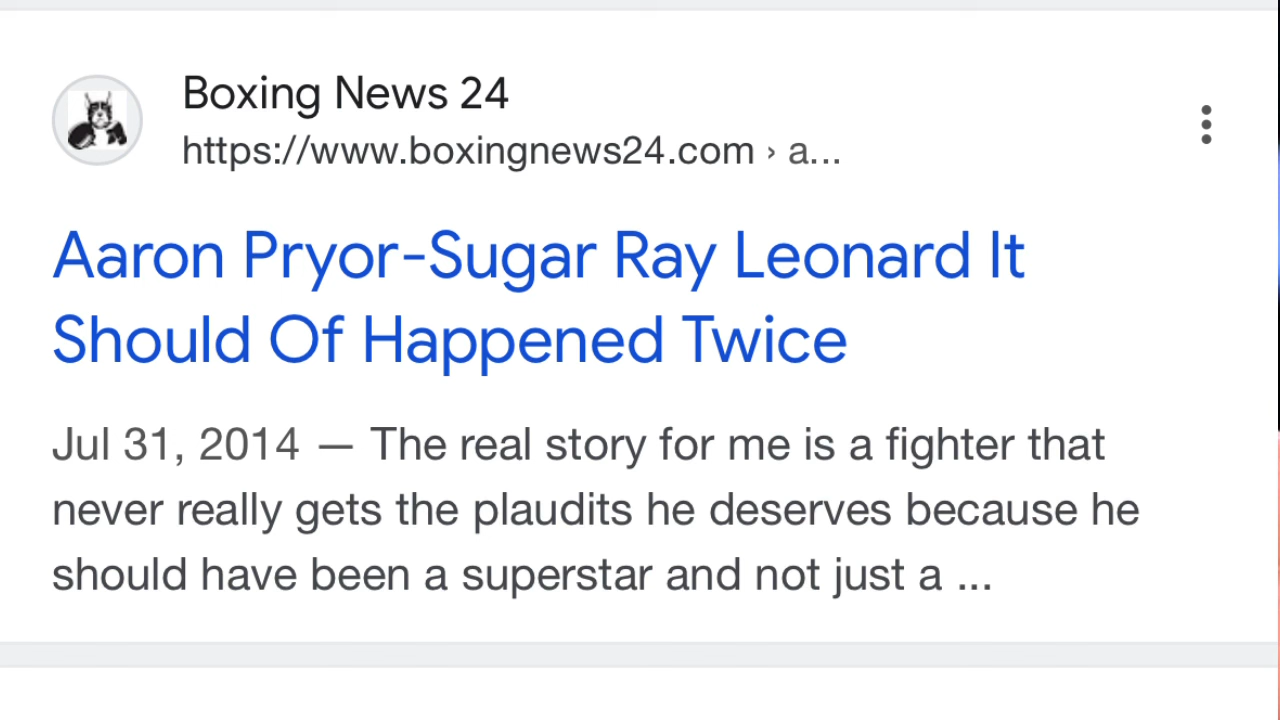 Boxing News 24
https://www.boxingnews24.com › a...
Aaron Pryor-Sugar Ray Leonard It
Should Of Happened Twice
Jul 31, 2014 — The real story for me is a fighter that
never really gets the plaudits he deserves because he
should have been a superstar and not just a ...